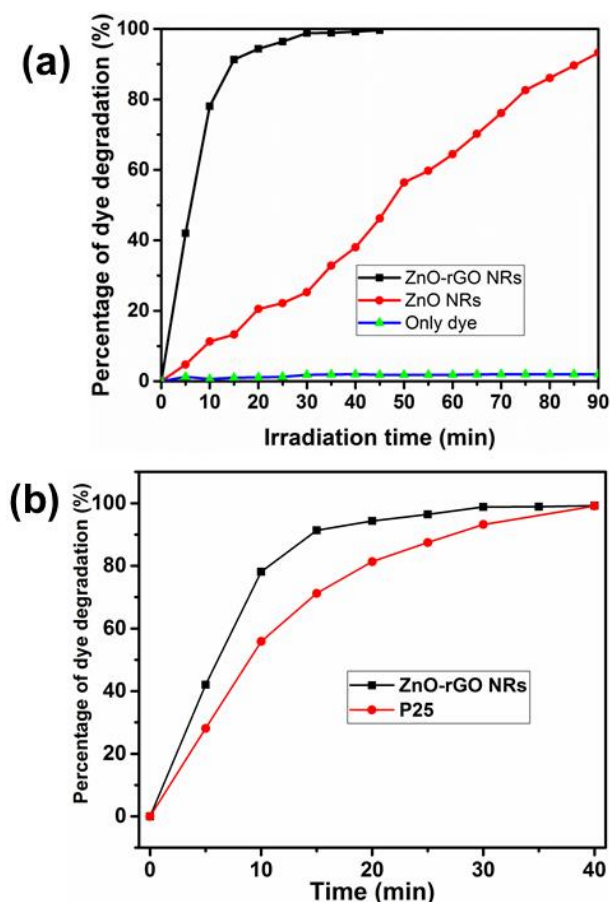 (a)
Percentage of dye degradation (%)
100
80
60
40
20
0
ZnO-rGO NRs
ZnO NRs
Only dye
0 10 20 30 40 50 60 70 80 90
Irradiation time (min)
(b)
Percentage of dye degradation (%)
100
80
60
40
20
0
ZnO-rGO NRs
P25
0 10 20 30 40
Time (min)